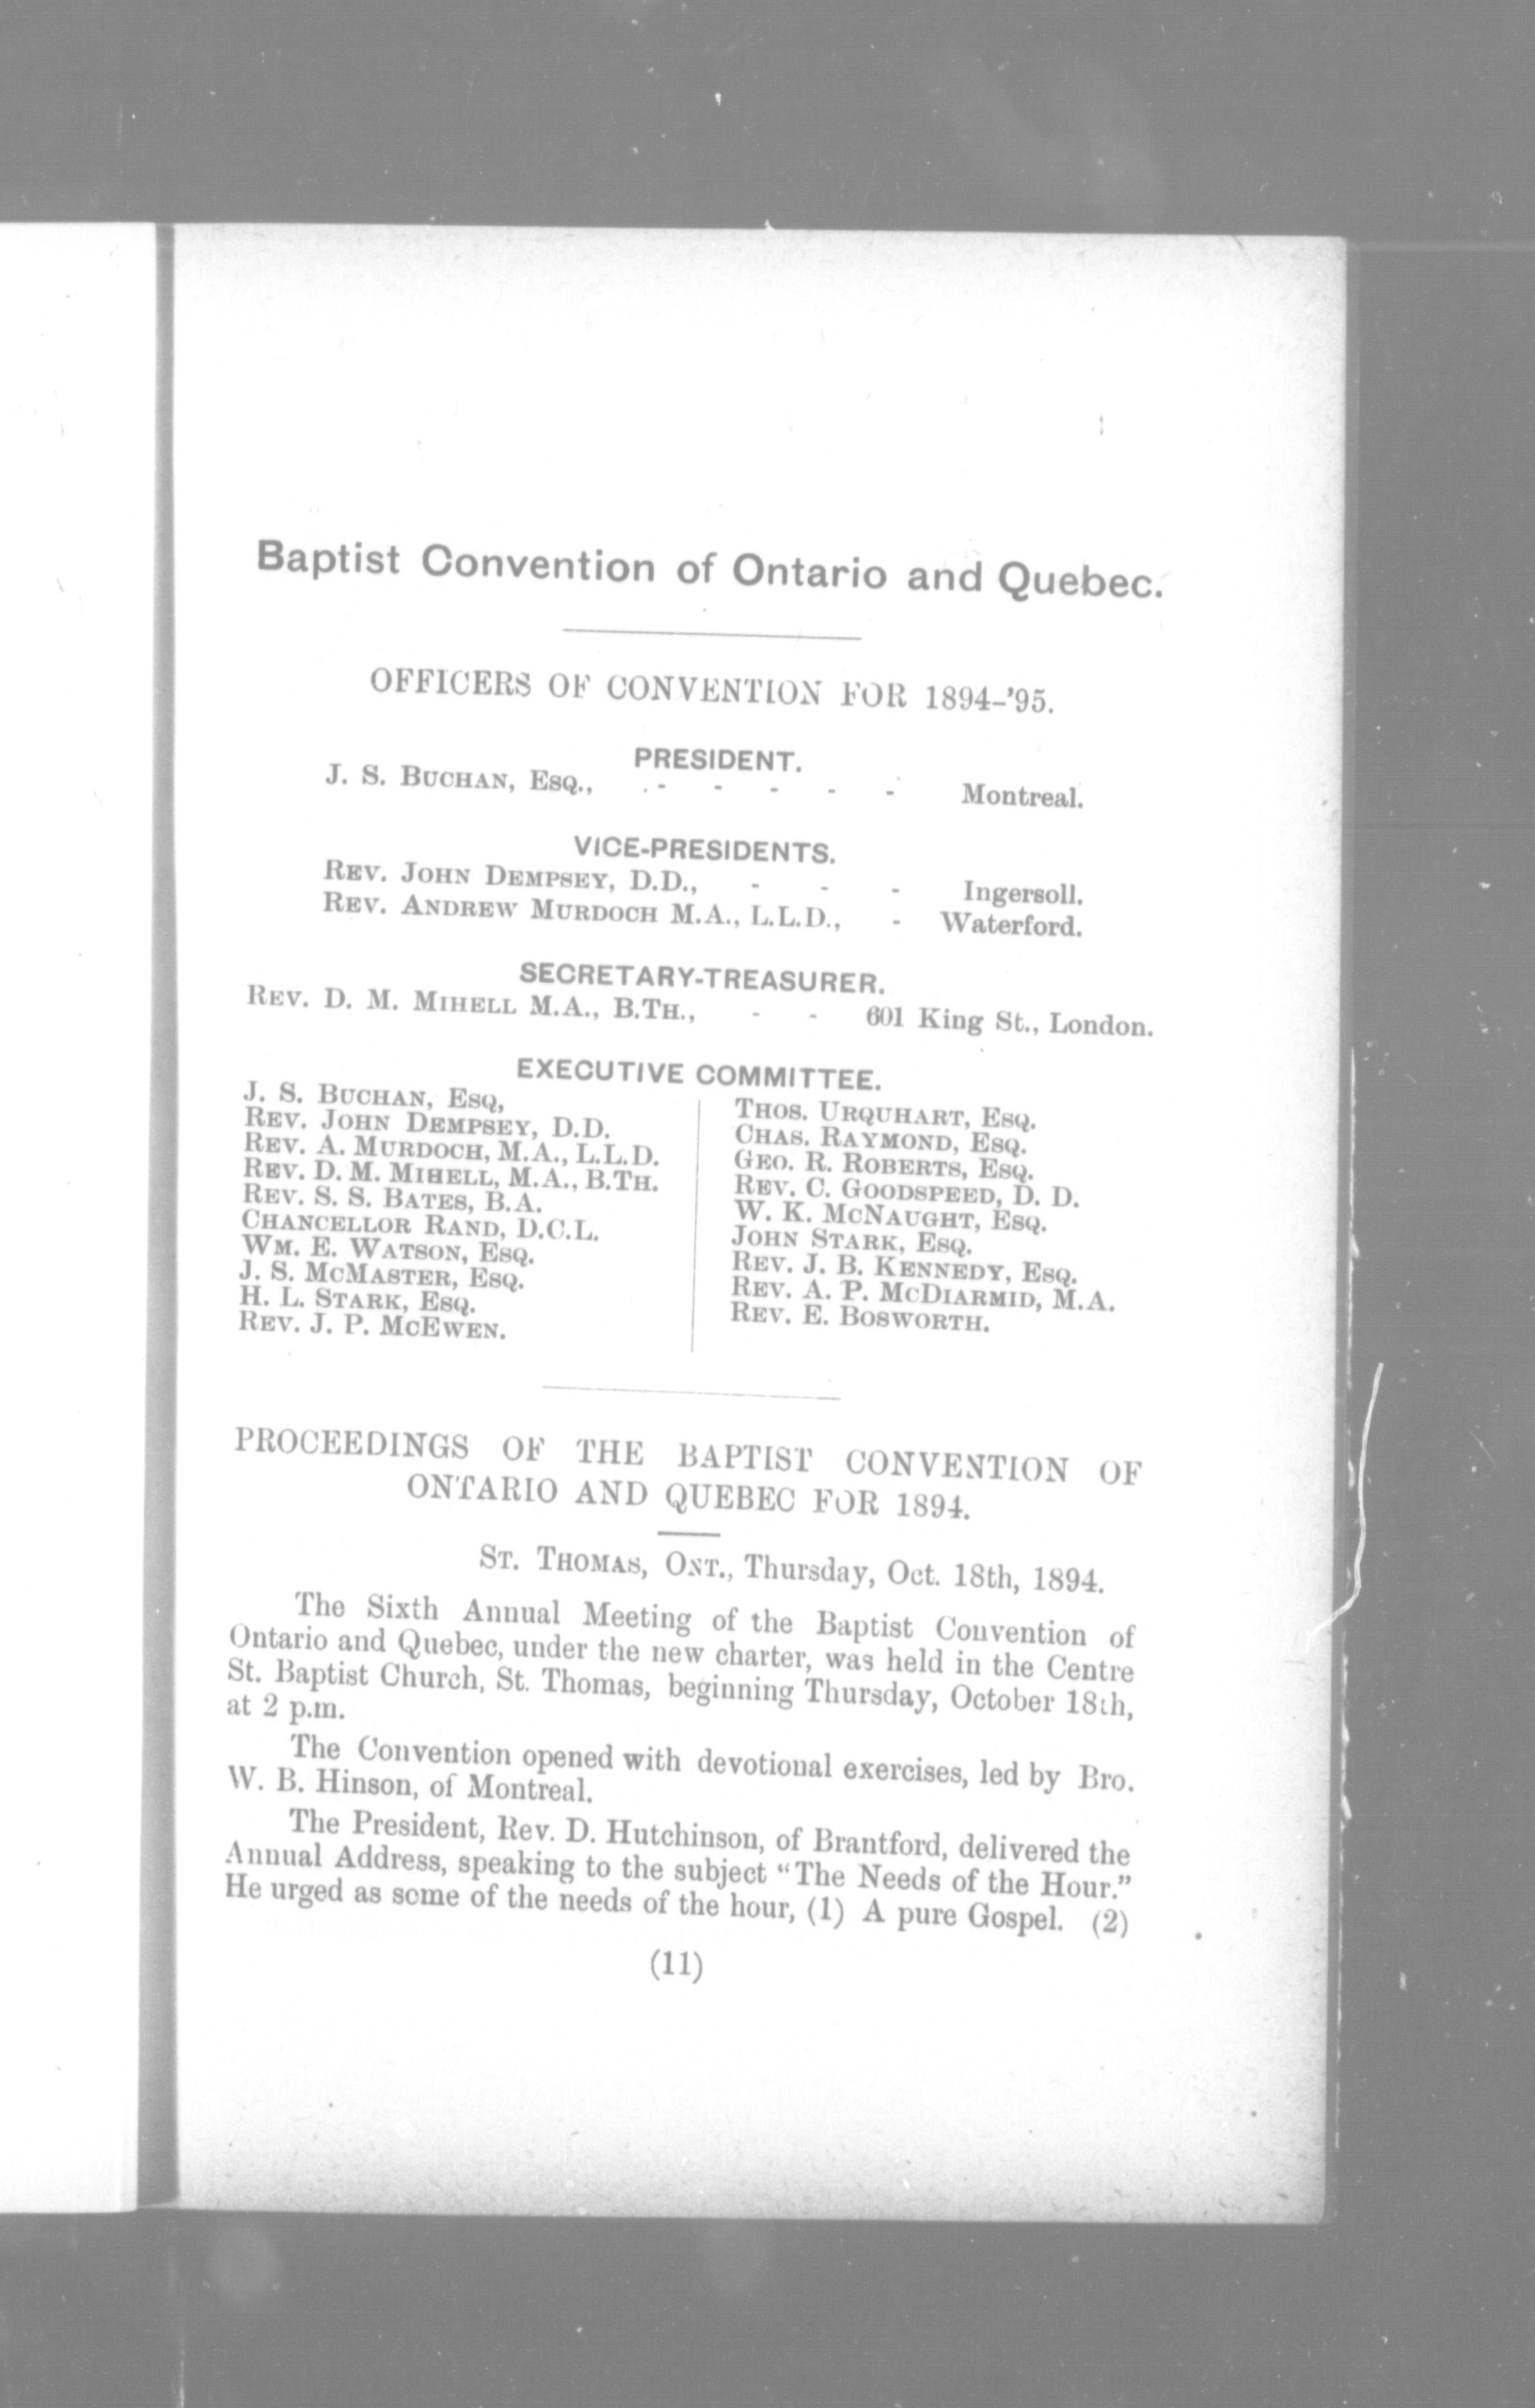 Baptist Convention of Ontario and Quebec.
OFFICERS OF CONVENTION FOR 1894-'95.
PRESIDENT.
J. S. BUCHAN, ESQ., - - - - - Montreal.
VICE-PRESIDENTS.
REV. JOHN DEMPSEY, D.D., - - - Ingersoll.
REV. ANDREW MURDOCH M.A., L.L.D., - Waterford.
SECRETARY-TREASURER.
REV. D. M. MIHELL M.A., B.TH., - - 601 King St., London.
EXECUTIVE COMMITTEE.
J. S. BUCHAN, ESQ,
REV. JOHN DEMPSEY, D.D.
REV. A. MURDOCH, M.A., L.L.D.
REV. D. M. MIHELL, M.A., B.TH.
REV. S. S. BATES, B.A.
CHANCELLOR RAND, D.C.L.
WM. E. WATSON, ESQ.
J. S. MCMASTER, ESQ.
H. L. STARK, ESQ.
REV. J. P. MCEWEN.
THOS. URQUHART, ESQ.
CHAS. RAYMOND, ESQ.
GEO. R. ROBERTS, ESQ.
REV. C. GOODSPEED, D. D.
W. K. MCNAUGHT, ESQ.
JOHN STARK, ESQ.
REV. J. B. KENNEDY, ESQ.
REV. A. P. MCDIARMID, M.A.
REV. E. BOSWORTH.
PROCEEDINGS OF THE BAPTIST CONVENTION OF
ONTARIO AND QUEBEC FOR 1894.
ST. THOMAS, ONT., Thursday, Oct. 18th, 1894.
The Sixth Annual Meeting of the Baptist Convention of
Ontario and Quebec, under the new charter, was held in the Centre
St. Baptist Church, St. Thomas, beginning Thursday, October 18th,
at 2 p.m.
The Convention opened with devotional exercises, led by Bro.
W. B. Hinson, of Montreal.
The President, Rev. D. Hutchinson, of Brantford, delivered the
Annual Address, speaking to the subject "The Needs of the Hour."
He urged as some of the needs of the hour, (1) A pure Gospel. (2)
(11)